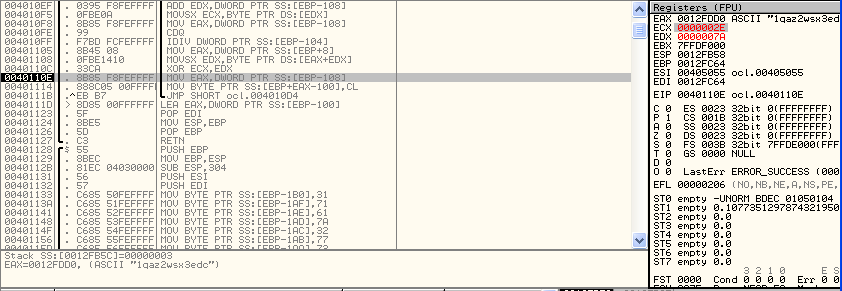 004010EF . 0395 F8FEFFFF ADD EDX,DWORD PTR SS:[EBP-108]
004010F5 . 0FBE0A MOVSX ECX,BYTE PTR DS:[EDX]
004010F8 . 8B85 F8FEFFFF MOV EAX,DWORD PTR SS:[EBP-108]
004010FE . 99 CDQ
004010FF . F7BD FCFEFFFF IDIV DWORD PTR SS:[EBP-104]
00401105 . 8B45 08 MOV EAX,DWORD PTR SS:[EBP+8]
00401108 . 0FBE1410 MOVSX EDX,BYTE PTR DS:[EAX+EDX]
0040110C . 33CA XOR ECX,EDX
0040110E . 8B85 F8FEFFFF MOV EAX,DWORD PTR SS:[EBP-108]
00401114 . 888C05 00FFFFF MOV BYTE PTR SS:[EBP+EAX-100],CL
0040111B .^EB B7 JMP SHORT ocl.004010D4
0040111D > 8D85 00FFFFFF LEA EAX,DWORD PTR SS:[EBP-100]
00401123 . 5F POP EDI
00401124 . 8BE5 MOV ESP,EBP
00401126 . 5D POP EBP
00401127 . C3 RETN
00401128 $ 55 PUSH EBP
00401129 . 8BEC MOV EBP,ESP
0040112B . 81EC 04030000 SUB ESP,304
00401131 . 56 PUSH ESI
00401132 . 57 PUSH EDI
00401133 . C685 50FEFFFF MOV BYTE PTR SS:[EBP-1B0],31
0040113A . C685 51FEFFFF MOV BYTE PTR SS:[EBP-1AF],71
00401141 . C685 52FEFFFF MOV BYTE PTR SS:[EBP-1AE],61
00401148 . C685 53FEFFFF MOV BYTE PTR SS:[EBP-1AD],7A
0040114F . C685 54FEFFFF MOV BYTE PTR SS:[EBP-1AC],32
00401156 . C685 55FEFFFF MOV BYTE PTR SS:[EBP-1AB],77
Stack SS:[0012FB5C]=00000003
EAX=0012FDD0, (ASCII "1qaz2wsx3edc")
Registers (FPU)
EAX 0012FDD0 ASCII "1qaz2wsx3ed
ECX 0000002E
EDX 0000007A
EBX 7FFDF000
ESP 0012FB58
EBP 0012FC64
ESI 00405055 ocl.00405055
EDI 0012FC64
EIP 0040110E ocl.0040110E
C 0 ES 0023 32bit 0(FFFFFFFF)
P 1 CS 001B 32bit 0(FFFFFFFF)
A 0 SS 0023 32bit 0(FFFFFFFF)
Z 0 DS 0023 32bit 0(FFFFFFFF)
S 0 FS 003B 32bit 7FFDE000(FFF
T 0 GS 0000 NULL
D 0
O 0 LastErr ERROR_SUCCESS (000
EFL 00000206 (NO,NB,NE,A,NS,PE,
ST0 empty -UNORM BDEC 01050104
ST1 empty 0.1077351297874321950
ST2 empty 0.0
ST3 empty 0.0
ST4 empty 0.0
ST5 empty 0.0
ST6 empty 0.0
ST7 empty 0.0
3 2 1 0 E S
FST 0000 Cond 0 0 0 0 Err 0 0